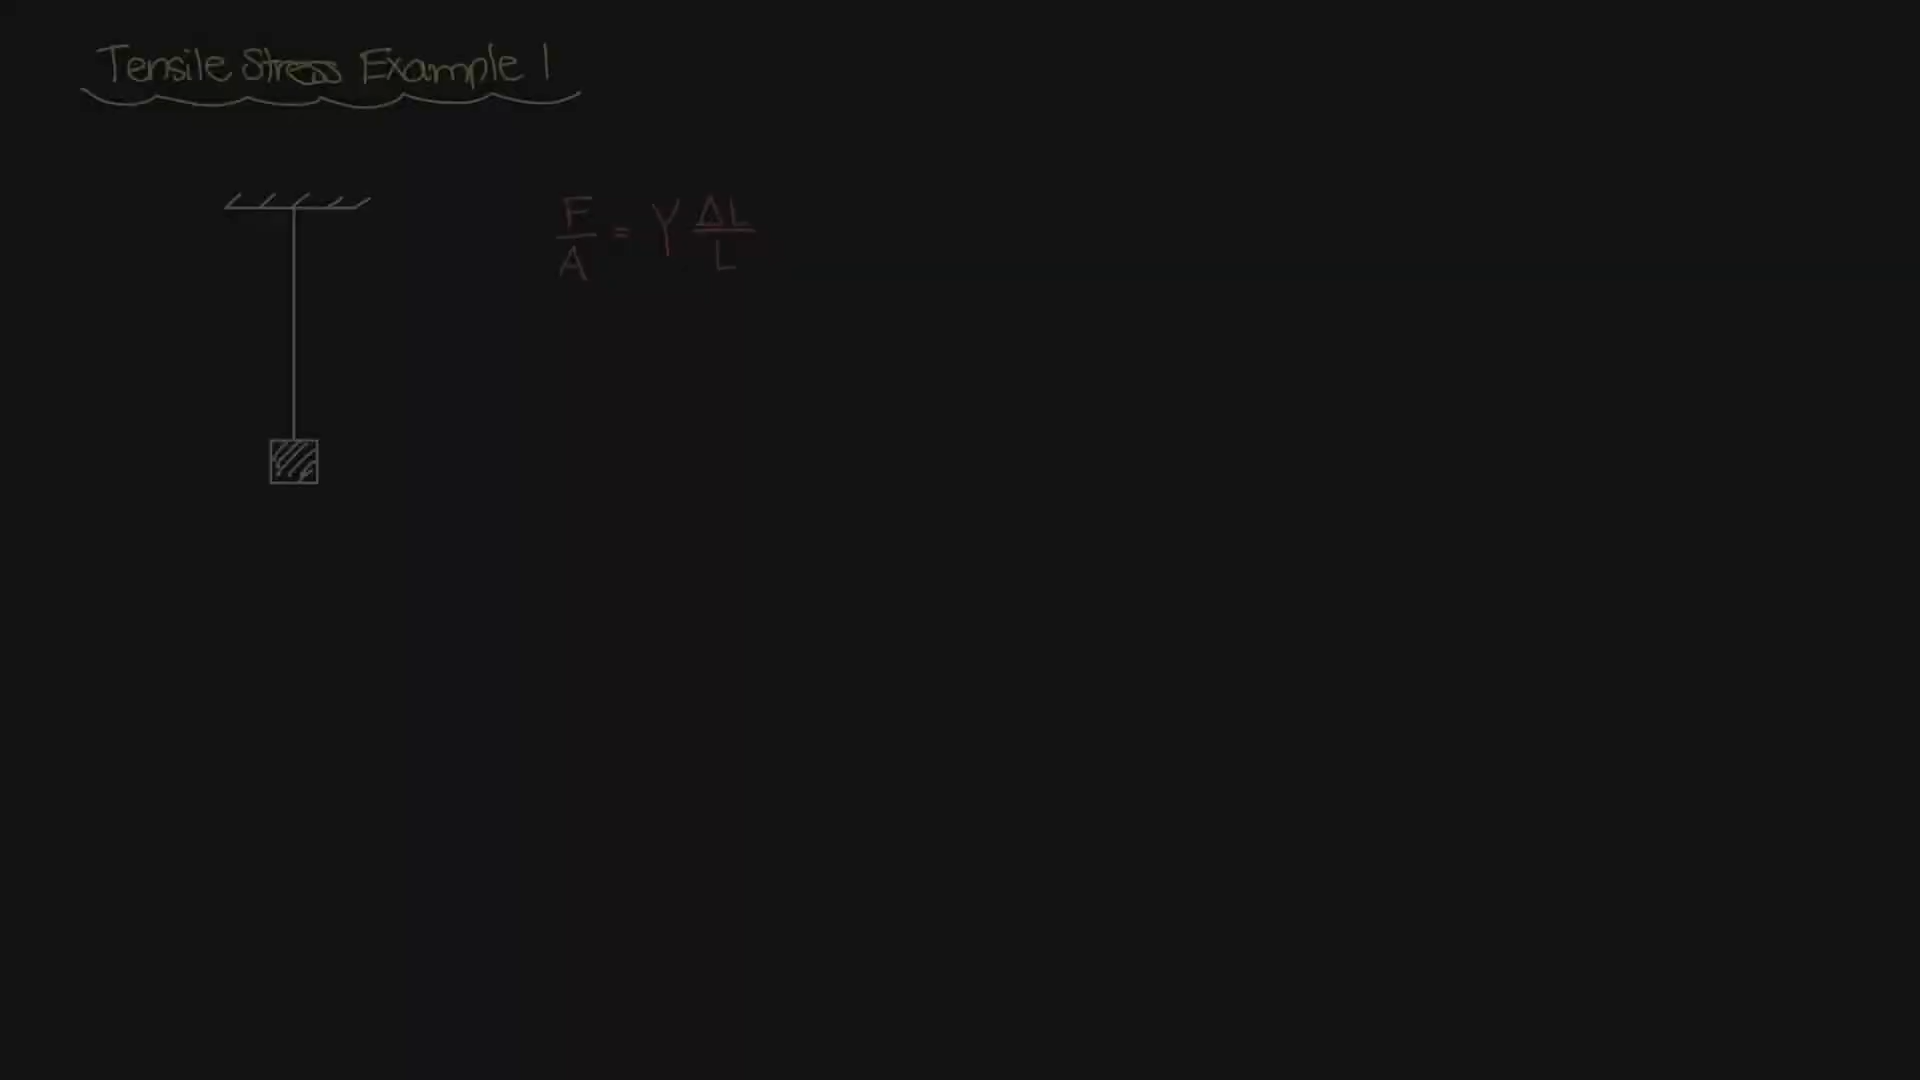 Tensile Stress Example 1
F/A = Y ΔL/L